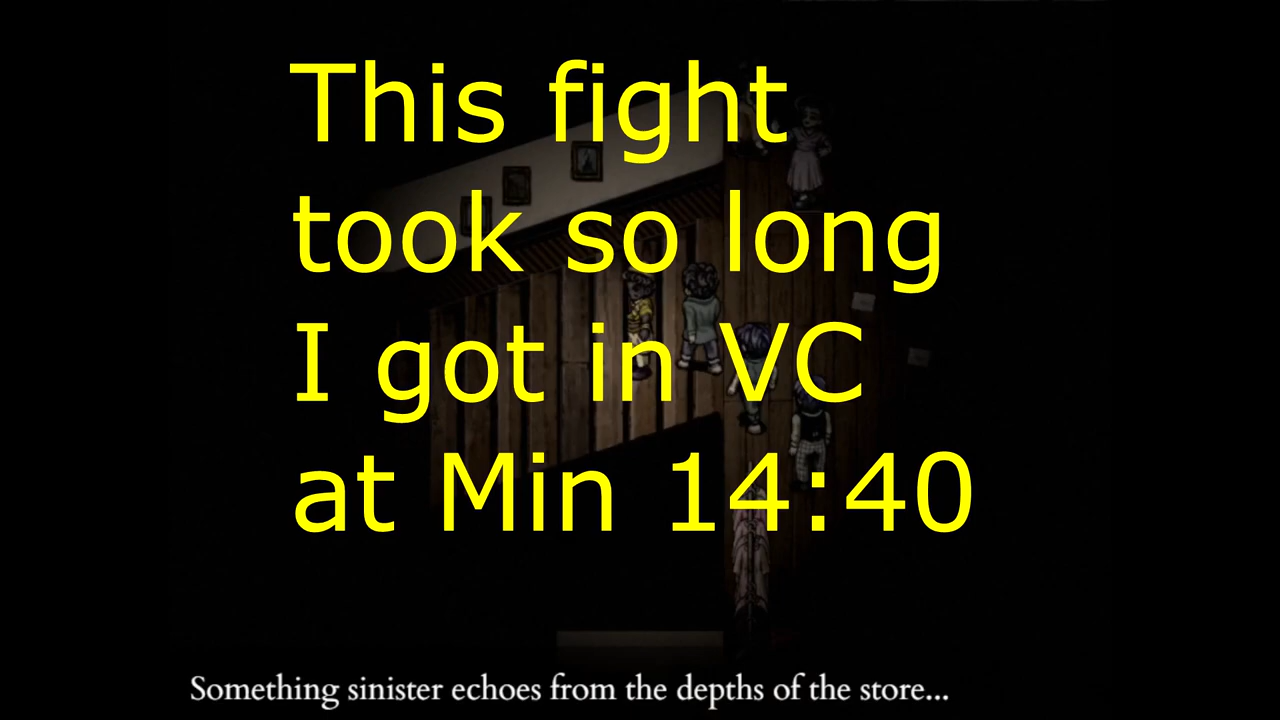 This fight
took so long
I got in VC
at Min 14:40
Something sinister echoes from the depths of the store...